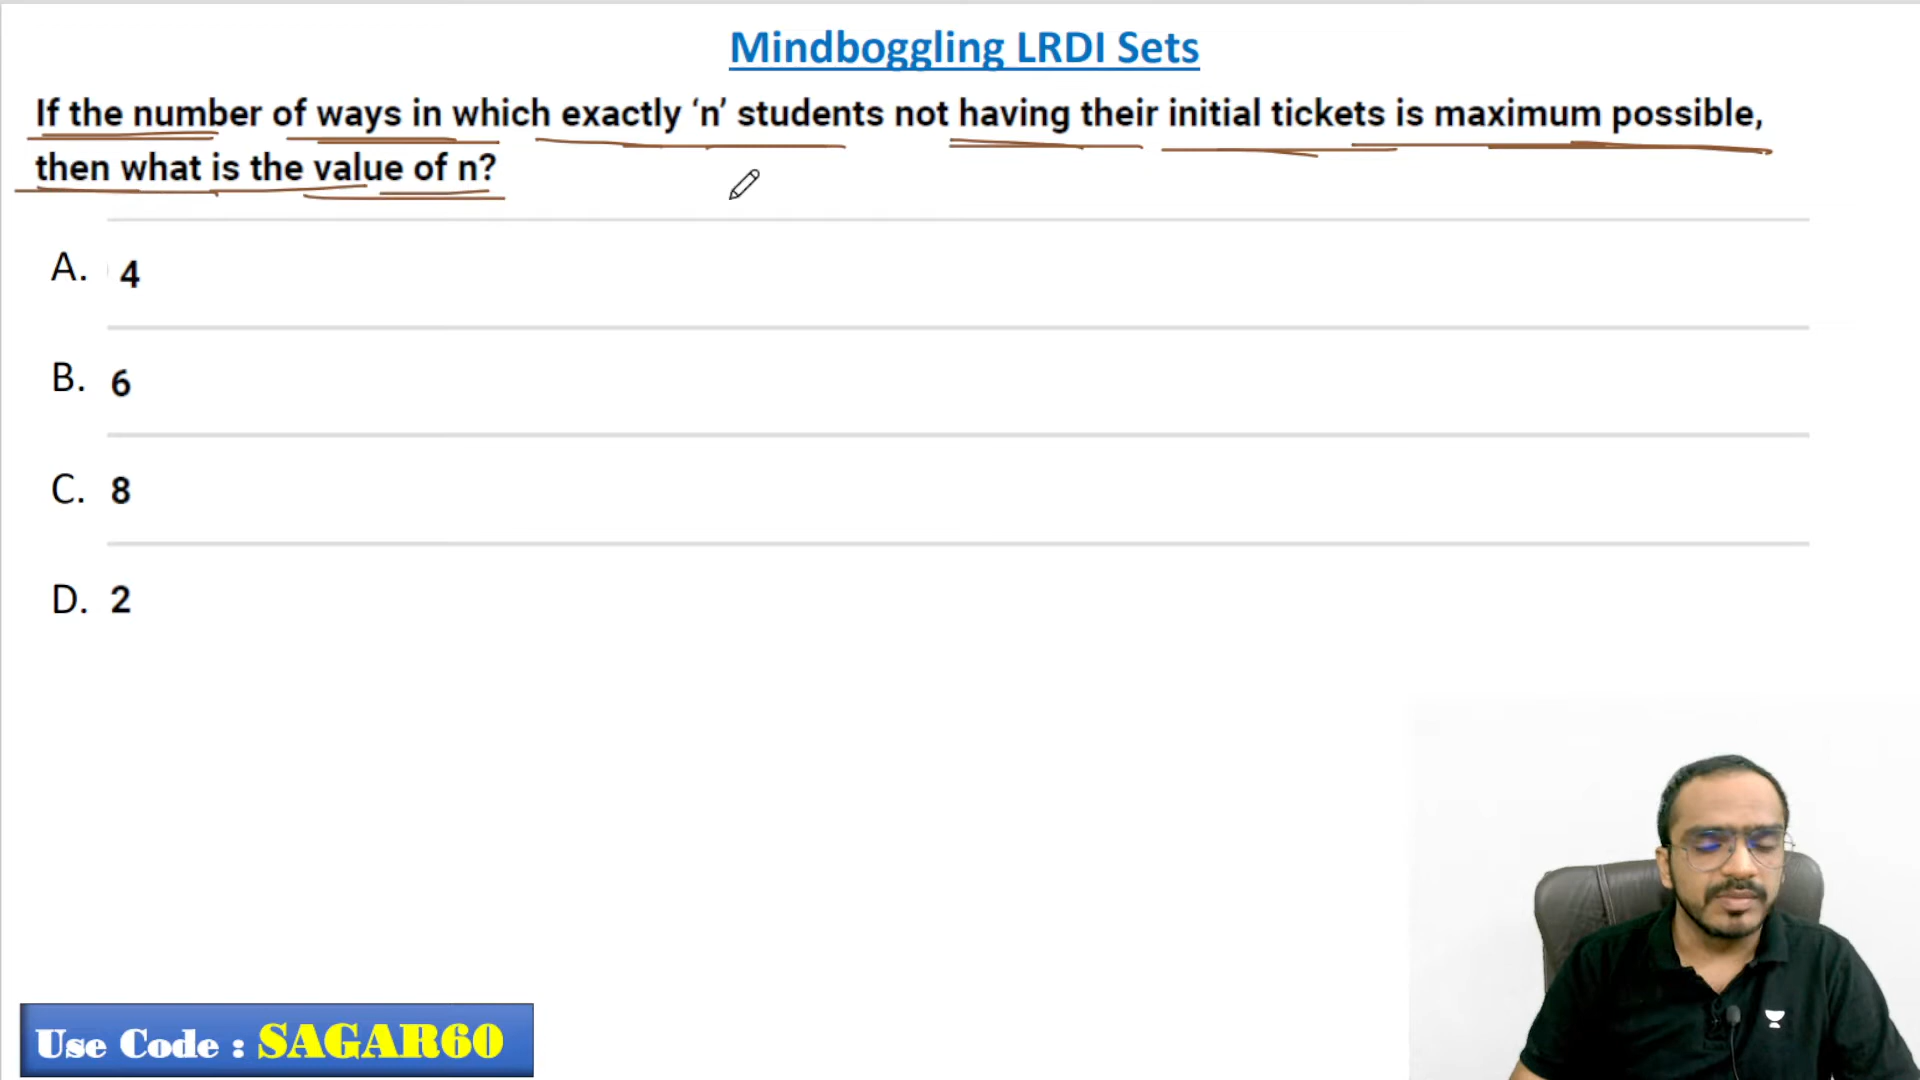 Mindboggling LRDI Sets
If the number of ways in which exactly ‘n’ students not having their initial tickets is maximum possible,
then what is the value of n?
A. 4
B. 6
C. 8
D. 2
Use Code : SAGAR60